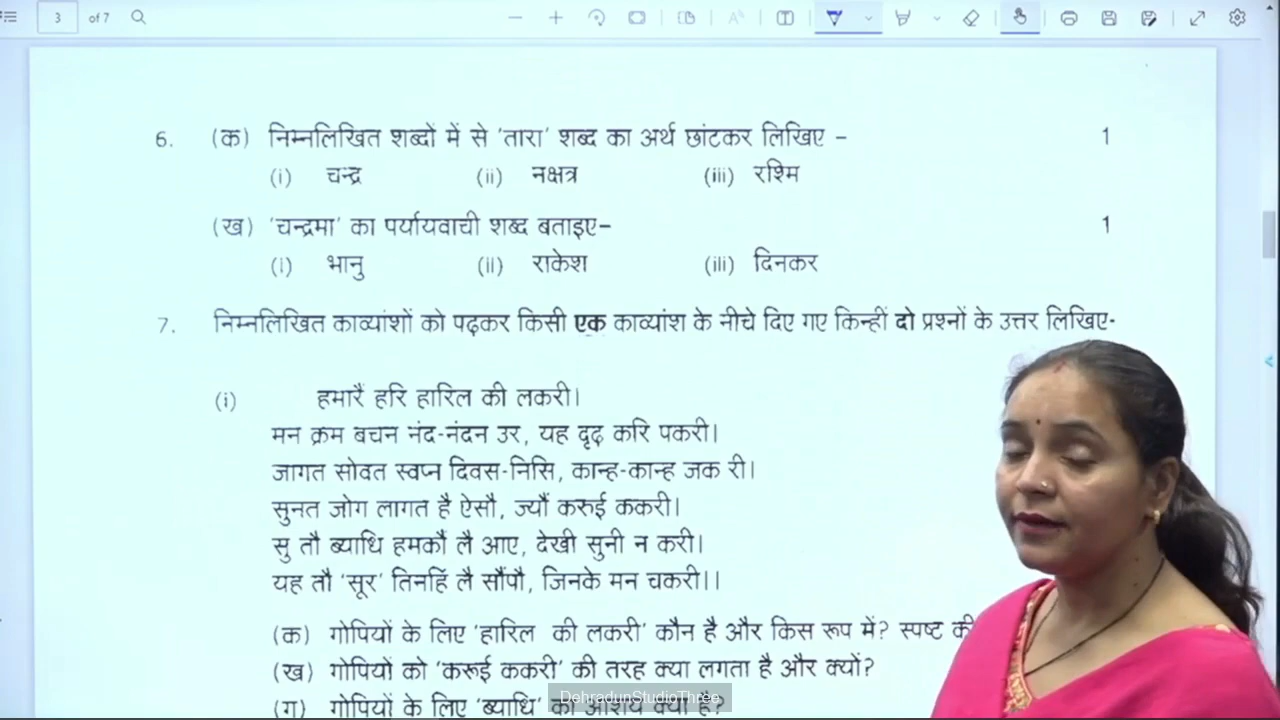 3 of 7
6. (क) निम्नलिखित शब्दों में से 'तारा' शब्द का अर्थ छांटकर लिखिए – 1
(i) चन्द्र (ii) नक्षत्र (iii) रश्मि
(ख) 'चन्द्रमा' का पर्यायवाची शब्द बताइए– 1
(i) भानु (ii) राकेश (iii) दिनकर
7. निम्नलिखित काव्यांशों को पढ़कर किसी एक काव्यांश के नीचे दिए गए किन्हीं दो प्रश्नों के उत्तर लिखिए-
(i) हमारैं हरि हारिल की लकरी।
मन क्रम बचन नंद-नंदन उर, यह दृढ़ करि पकरी।
जागत सोवत स्वप्न दिवस-निसि, कान्ह-कान्ह जक री।
सुनत जोग लागत है ऐसौ, ज्यौं करुई ककरी।
सु तौ ब्याधि हमकौं लै आए, देखी सुनी न करी।
यह तौ 'सूर' तिनहिं लै सौंपौ, जिनके मन चकरी।।
(क) गोपियों के लिए 'हारिल की लकरी' कौन है और किस रूप में? स्पष्ट
(ख) गोपियों को 'करूई ककरी' की तरह क्या लगता है और क्यों?
(ग) गोपियों के लिए 'ब्याधि' का आशय क्या है?
DehradunStudioThree